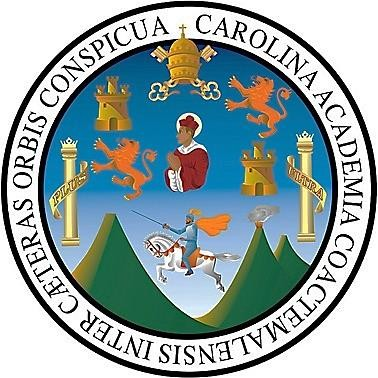 CAROLINA ACADEMIA COACTEMALENSIS INTER CÆTERAS ORBIS CONSPICUA
PLUS
ULTRA